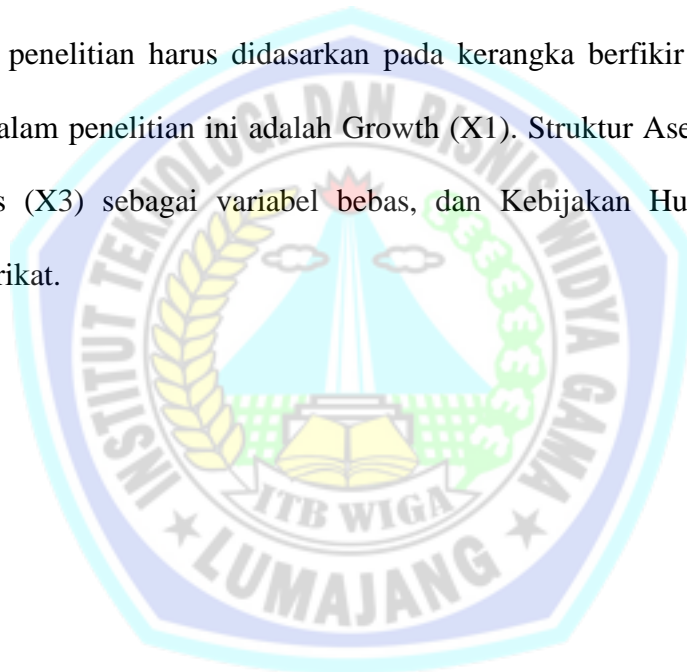 penelitian harus didasarkan pada kerangka berfikir
alam penelitian ini adalah Growth (X1). Struktur Ase
s (X3) sebagai variabel bebas, dan Kebijakan Hu
rikat.
INSTITUT TEKNOLOGI DAN BISNIS WIDYA GAMA
ITB WIGA
LUMAJANG